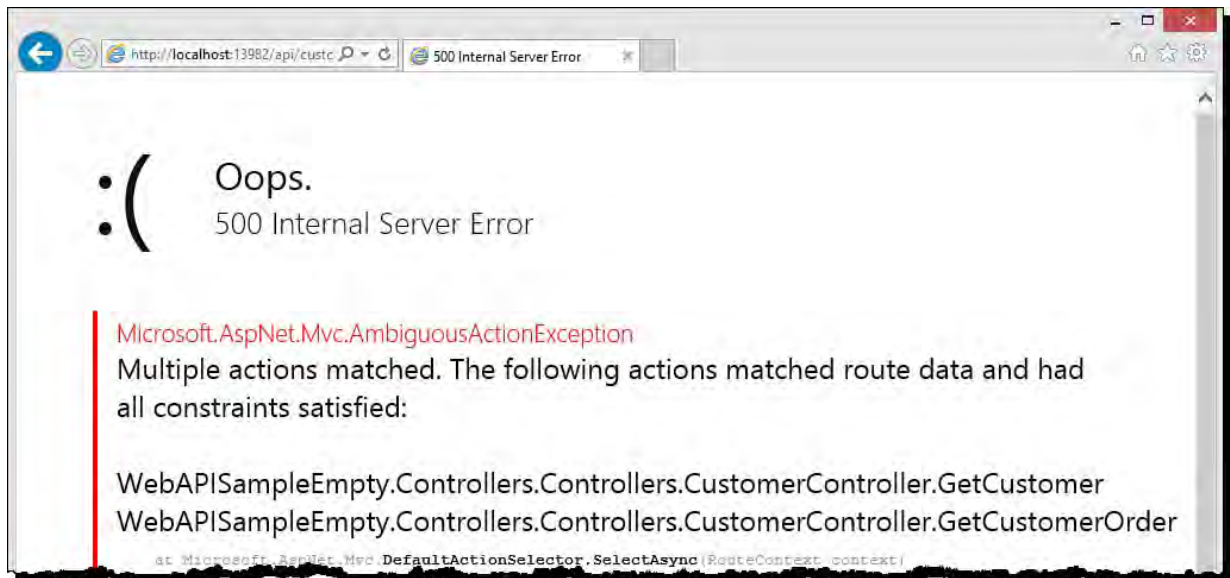 http://localhost:13982/api/custc
500 Internal Server Error
:(
Oops.
500 Internal Server Error
Microsoft.AspNet.Mvc.AmbiguousActionException
Multiple actions matched. The following actions matched route data and had
all constraints satisfied:
WebAPISampleEmpty.Controllers.Controllers.CustomerController.GetCustomer
WebAPISampleEmpty.Controllers.Controllers.CustomerController.GetCustomerOrder
at Microsoft.AspNet.Mvc.DefaultActionSelector.SelectAsync(RouteContext context(